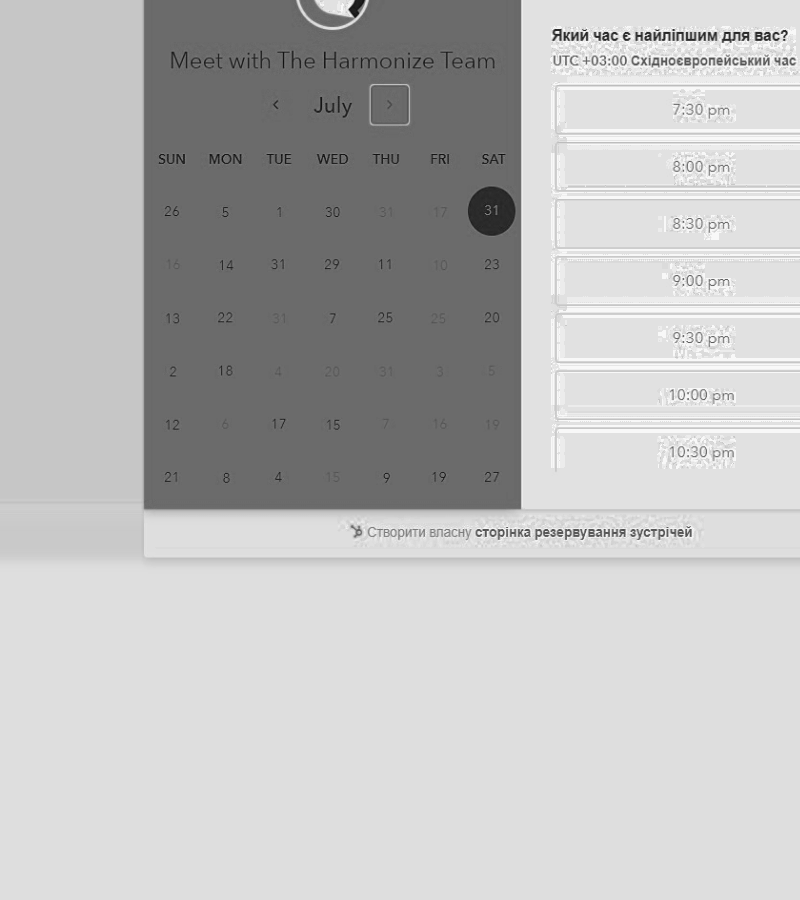 Meet with The Harmonize Team
July
SUN MON TUE WED THU FRI SAT
26 5 1 30 31 17 31
16 14 31 29 11 10 23
13 22 31 7 25 25 20
2 18 4 20 31 3 5
12 6 17 15 7 16 19
21 8 4 15 9 19 27
Який час є найліпшим для вас?
UTC +03:00 Східноєвропейський час
7:30 pm
8:00 pm
8:30 pm
9:00 pm
9:30 pm
10:00 pm
10:30 pm
Створити власну сторінка резервування зустрічей